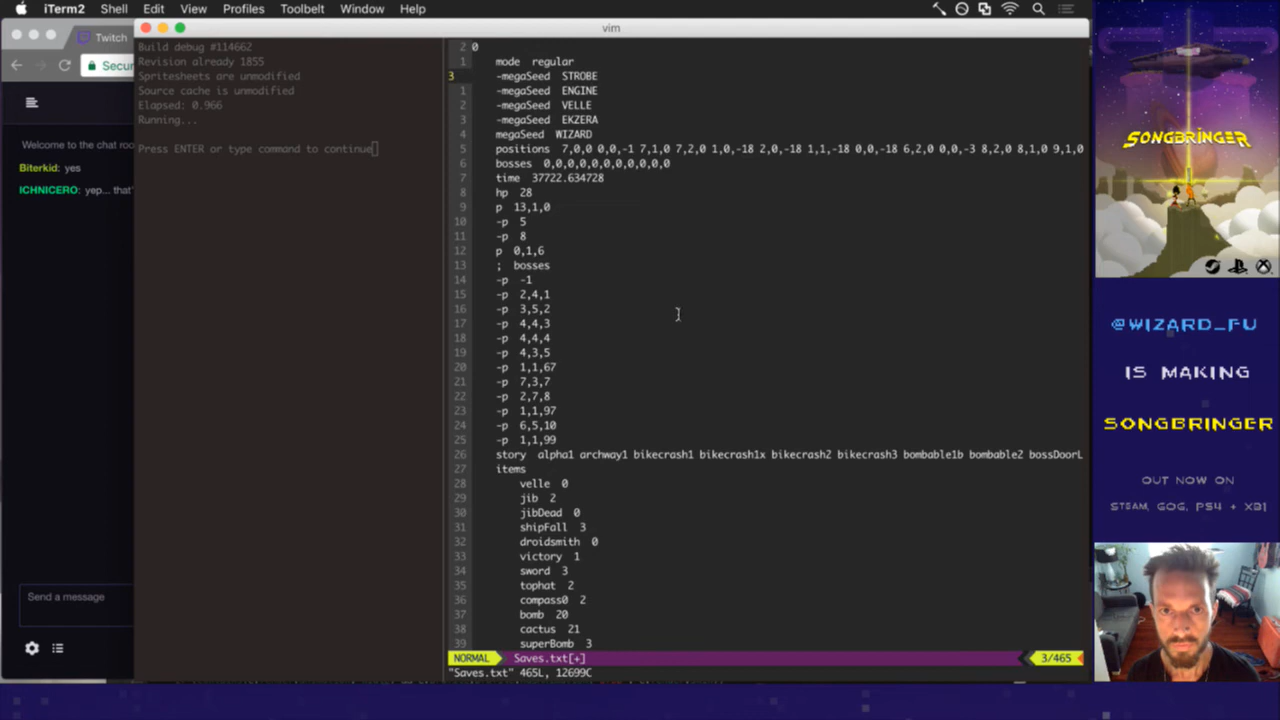 iTerm2 Shell Edit View Profiles Toolbelt Window Help
Twitch
vim
Secur
Welcome to the chat roo
Biterkid: yes
ICHNICERO: yep... that'
Send a message
Build debug #114662
Revision already 1855
Spritesheets are unmodified
Source cache is unmodified
Elapsed: 0.966
Running...
Press ENTER or type command to continue
2 0
1 mode regular
3 -megaSeed STROBE
1 -megaSeed ENGINE
2 -megaSeed VELLE
3 -megaSeed EKZERA
4 megaSeed WIZARD
5 positions 7,0,0 0,0,-1 7,1,0 7,2,0 1,0,-18 2,0,-18 1,1,-18 0,0,-18 6,2,0 0,0,-3 8,2,0 8,1,0 9,1,0
6 bosses 0,0,0,0,0,0,0,0,0,0
7 time 37722.634728
8 hp 28
9 p 13,1,0
10 -p 5
11 -p 8
12 p 0,1,6
13 ; bosses
14 -p -1
15 -p 2,4,1
16 -p 3,5,2
17 -p 4,4,3
18 -p 4,4,4
19 -p 4,3,5
20 -p 1,1,67
21 -p 7,3,7
22 -p 2,7,8
23 -p 1,1,97
24 -p 6,5,10
25 -p 1,1,99
26 story alpha1 archway1 bikecrash1 bikecrash1x bikecrash2 bikecrash3 bombable1b bombable2 bossDoorL
27 items
28 velle 0
29 jib 2
30 jibDead 0
31 shipFall 3
32 droidsmith 0
33 victory 1
34 sword 3
35 tophat 2
36 compass0 2
37 bomb 20
38 cactus 21
39 superBomb 3
NORMAL Saves.txt[+] 3/465
"Saves.txt" 465L, 12699C
SONGBRINGER
@WIZARD_FU
IS MAKING
SONGBRINGER
OUT NOW ON
STEAM, GOG, PS4 + XB1